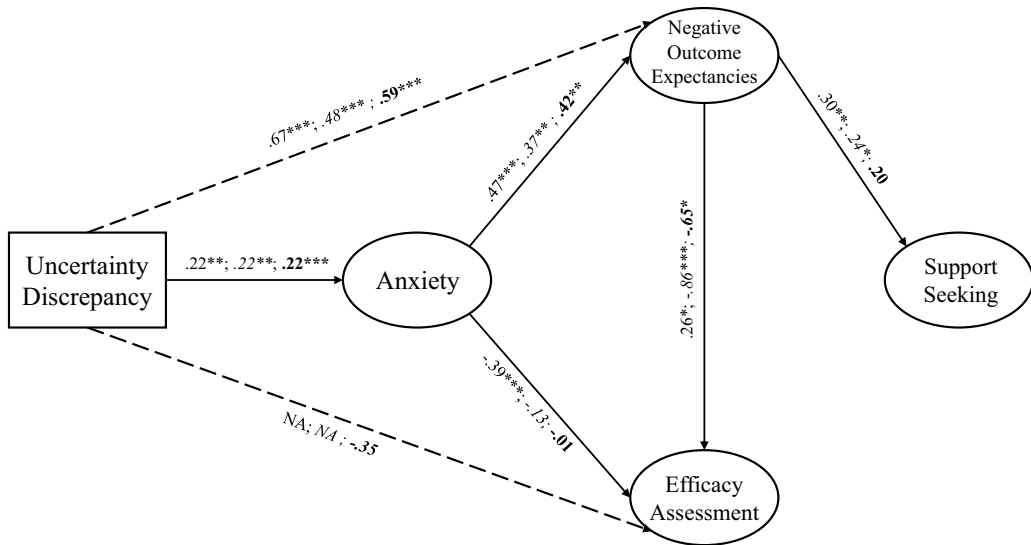 Negative
Outcome
Expectancies
.67***; .48*** ; .59***
.47***; .37** ; .42**
.30**; .24*; .20
Uncertainty
Discrepancy
.22**; .22**; .22***
Anxiety
.26*; -.86***; -.65*
Support
Seeking
-.39***; -.13; -.01
NA; NA ; -.35
Efficacy
Assessment